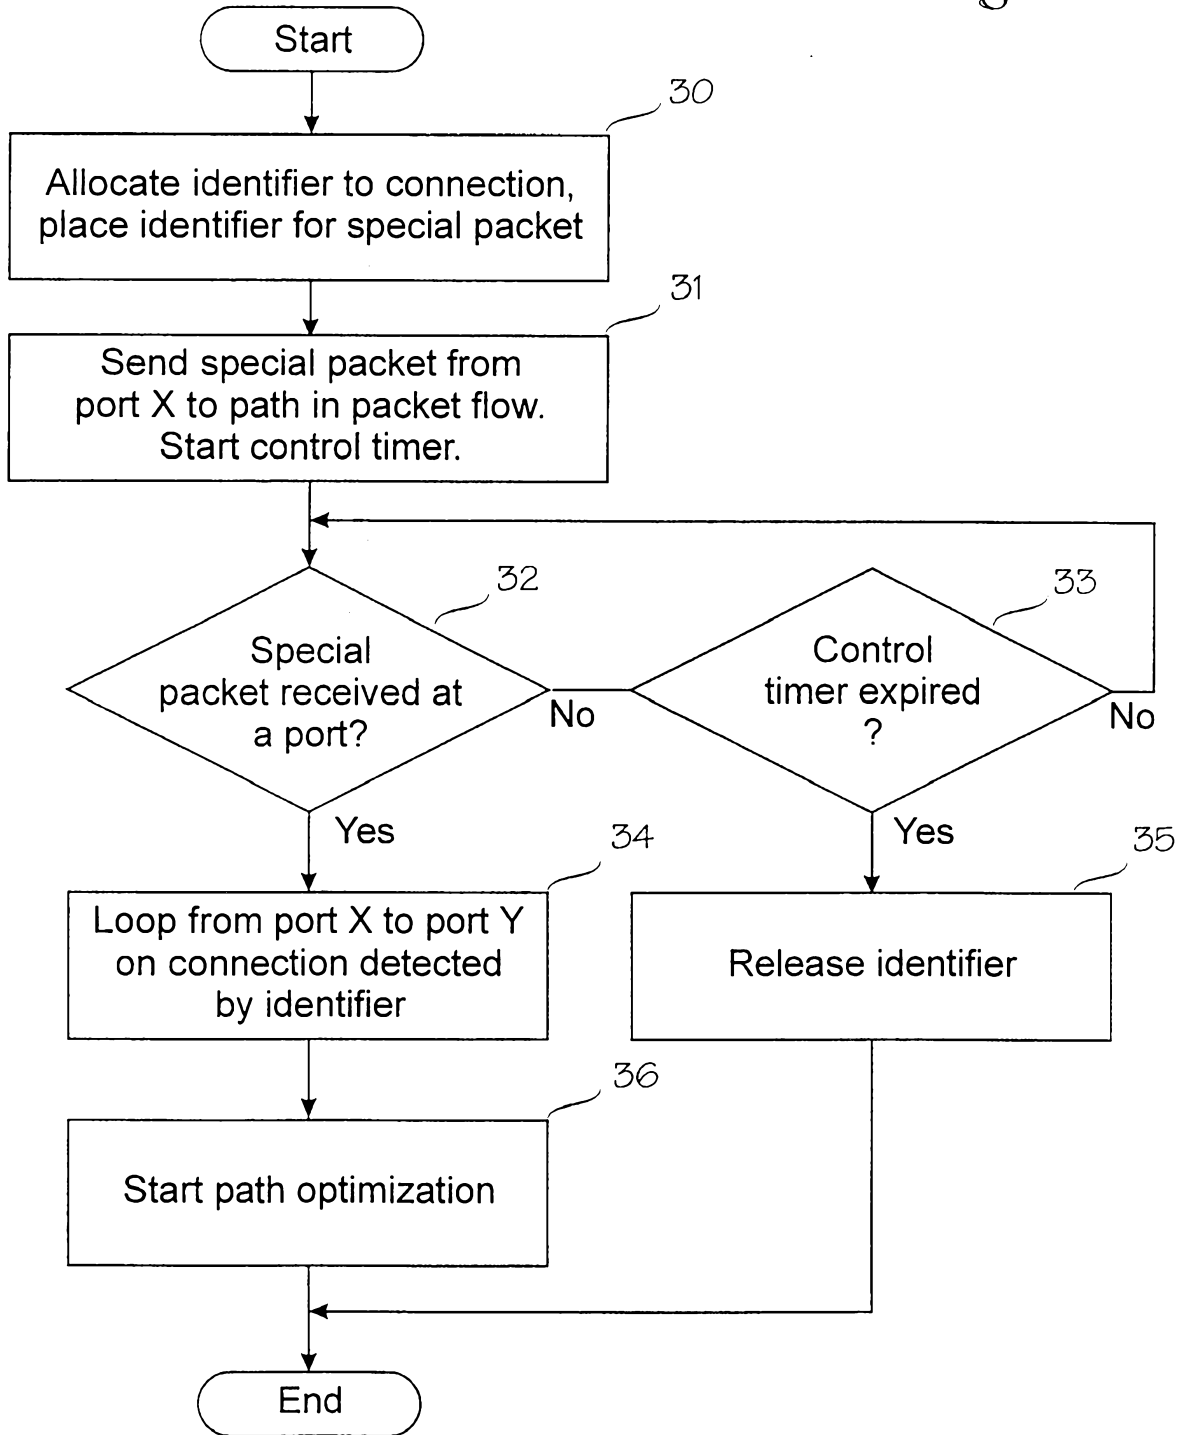 Start
30
Allocate identifier to connection,
place identifier for special packet
31
Send special packet from
port X to path in packet flow.
Start control timer.
32
Special
packet received at
a port?
No
33
Control
timer expired
?
No
Yes
Yes
34
Loop from port X to port Y
on connection detected
by identifier
35
Release identifier
36
Start path optimization
End